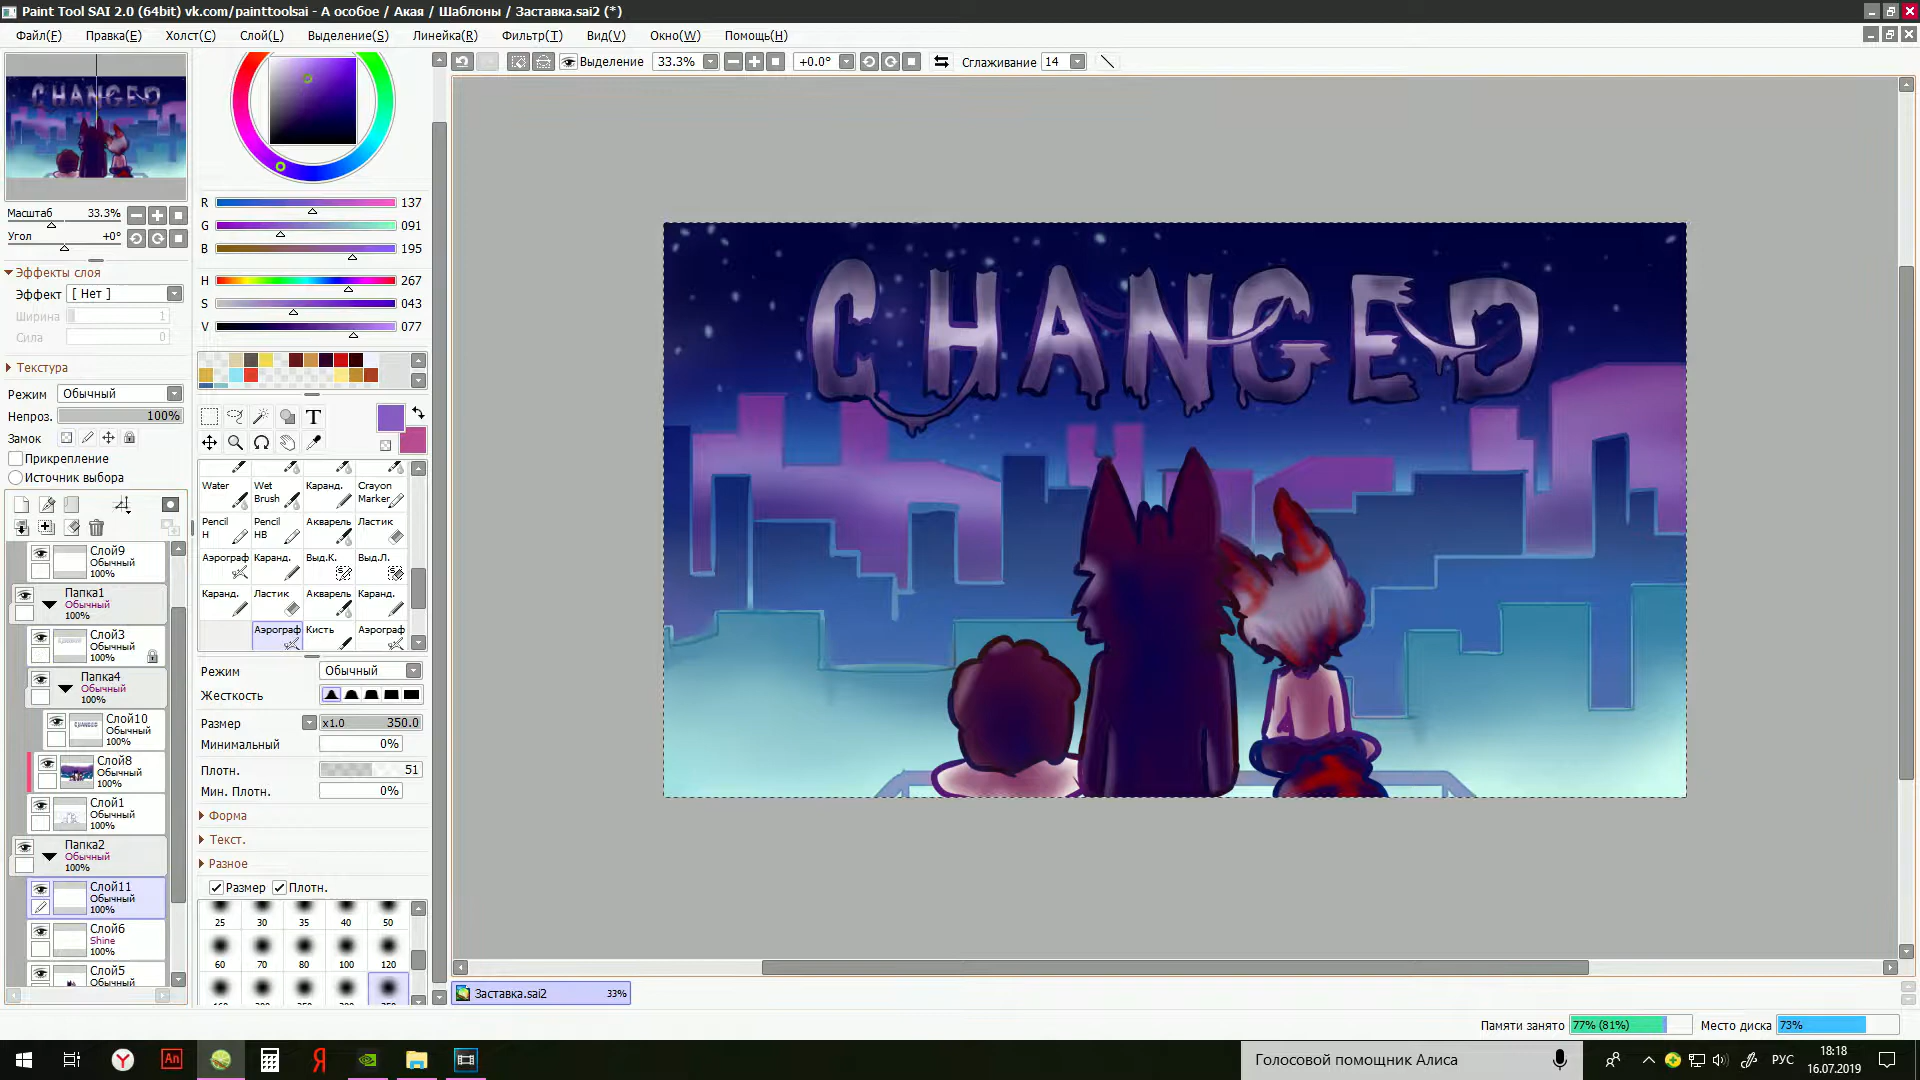 Paint Tool SAI 2.0 (64bit) vk.com/painttoolsai - А особое / Акая / Шаблоны / Заставка.sai2 (*)
Файл(F) Правка(E) Холст(C) Слой(L) Выделение(S) Линейка(R) Фильтр(T) Вид(V) Окно(W) Помощь(H)
Выделение 33.3% +0.0° Сглаживание 14
CHANGED
Масштаб 33.3%
Угол +0°
Эффекты слоя
Эффект [ Нет ]
Ширина 1
Сила 0
Текстура
Режим Обычный
Непроз. 100%
Замок
Прикрепление
Источник выбора
Слой9
Обычный
100%
Папка1
Обычный
100%
Слой3
Обычный
100%
Папка4
Обычный
100%
Слой10
Обычный
100%
Слой8
Обычный
100%
Слой1
Обычный
100%
Папка2
Обычный
100%
Слой11
Обычный
100%
Слой6
Shine
100%
Слой5
Обычный
R 137
G 091
B 195
H 267
S 043
V 077
T
Water Wet Brush Каранд. Crayon Marker
Pencil H Pencil HB Акварель Ластик
Аэрограф Каранд. Выд.К. Выд.Л.
Каранд. Ластик Акварель Каранд.
Аэрограф Кисть Аэрограф
Режим Обычный
Жесткость
Размер x1.0 350.0
Минимальный 0%
Плотн. 51
Мин. Плотн. 0%
Форма
Текст.
Разное
Размер Плотн.
25 30 35 40 50
60 70 80 100 120
CHANGED
Заставка.sai2 33%
Памяти занято 77% (81%) Место диска 73%
An
Я
Голосовой помощник Алиса
РУС
18:18
16.07.2019